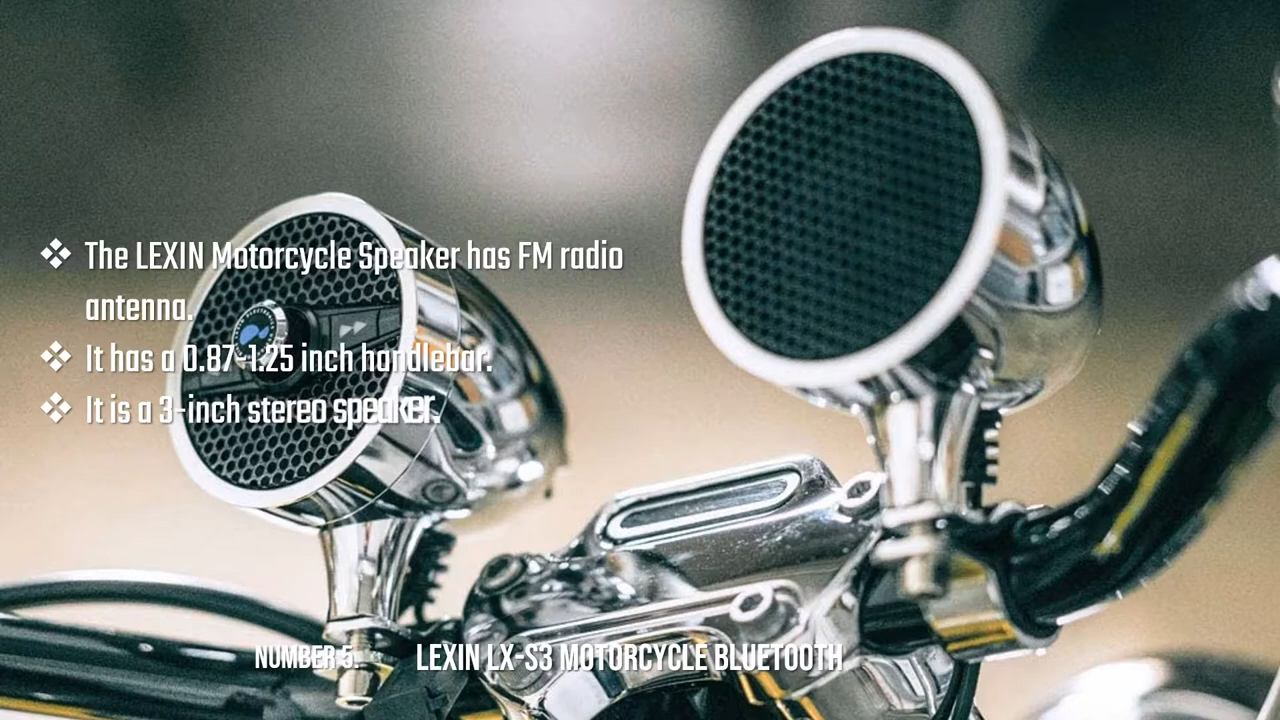 The LEXIN Motorcycle Speaker has FM radio
antenna.
It has a 0.87-1.25 inch handlebar.
It is a 3-inch stereo speaker.
NUMBER 5. LEXIN LX-S3 MOTORCYCLE BLUETOOTH